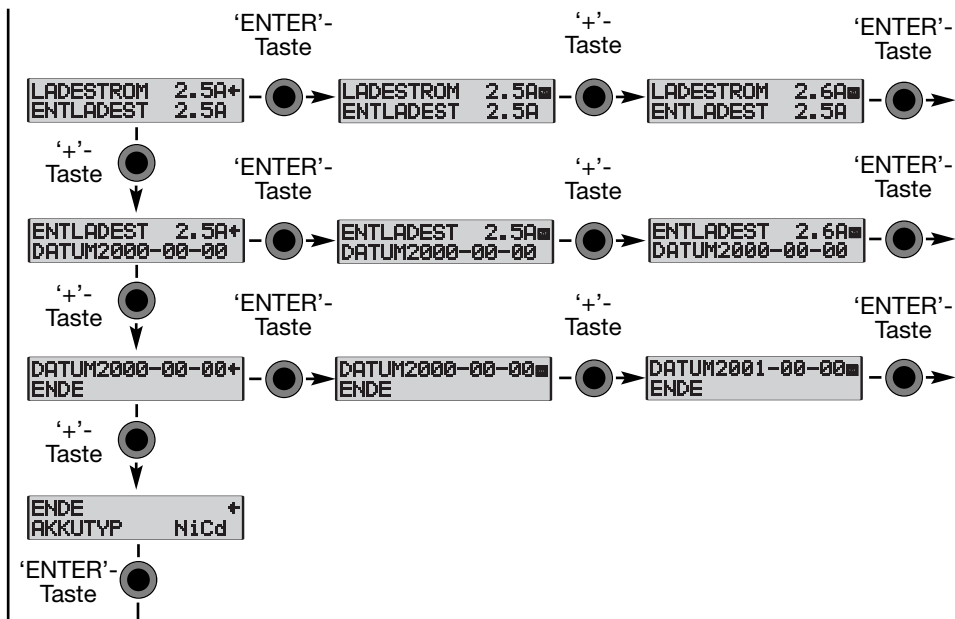 ‘ENTER’-
Taste
‘+’-
Taste
‘ENTER’-
Taste
LADESTROM 2.5A←
ENTLADEST 2.5A
LADESTROM 2.5A
ENTLADEST 2.5A
LADESTROM 2.6A
ENTLADEST 2.5A
‘+’-
Taste
‘ENTER’-
Taste
‘+’-
Taste
‘ENTER’-
Taste
ENTLADEST 2.5A←
DATUM2000-00-00
ENTLADEST 2.5A
DATUM2000-00-00
ENTLADEST 2.6A
DATUM2000-00-00
‘+’-
Taste
‘ENTER’-
Taste
‘+’-
Taste
‘ENTER’-
Taste
DATUM2000-00-00←
ENDE
DATUM2000-00-00
ENDE
DATUM2001-00-00
ENDE
‘+’-
Taste
ENDE ←
AKKUTYP NiCd
‘ENTER’-
Taste